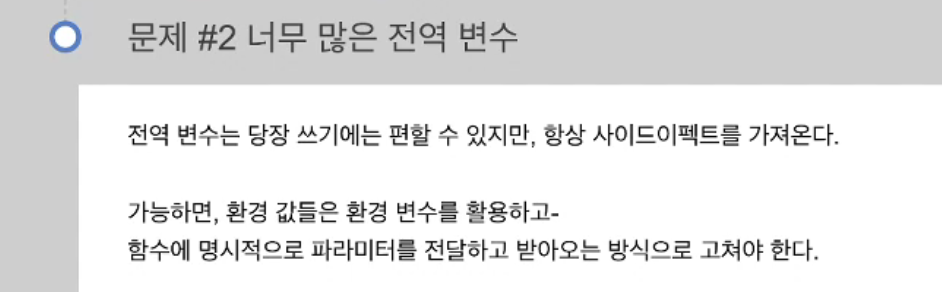 문제 #2 너무 많은 전역 변수
전역 변수는 당장 쓰기에는 편할 수 있지만, 항상 사이드이펙트를 가져온다.
가능하면, 환경 값들은 환경 변수를 활용하고-
함수에 명시적으로 파라미터를 전달하고 받아오는 방식으로 고쳐야 한다.